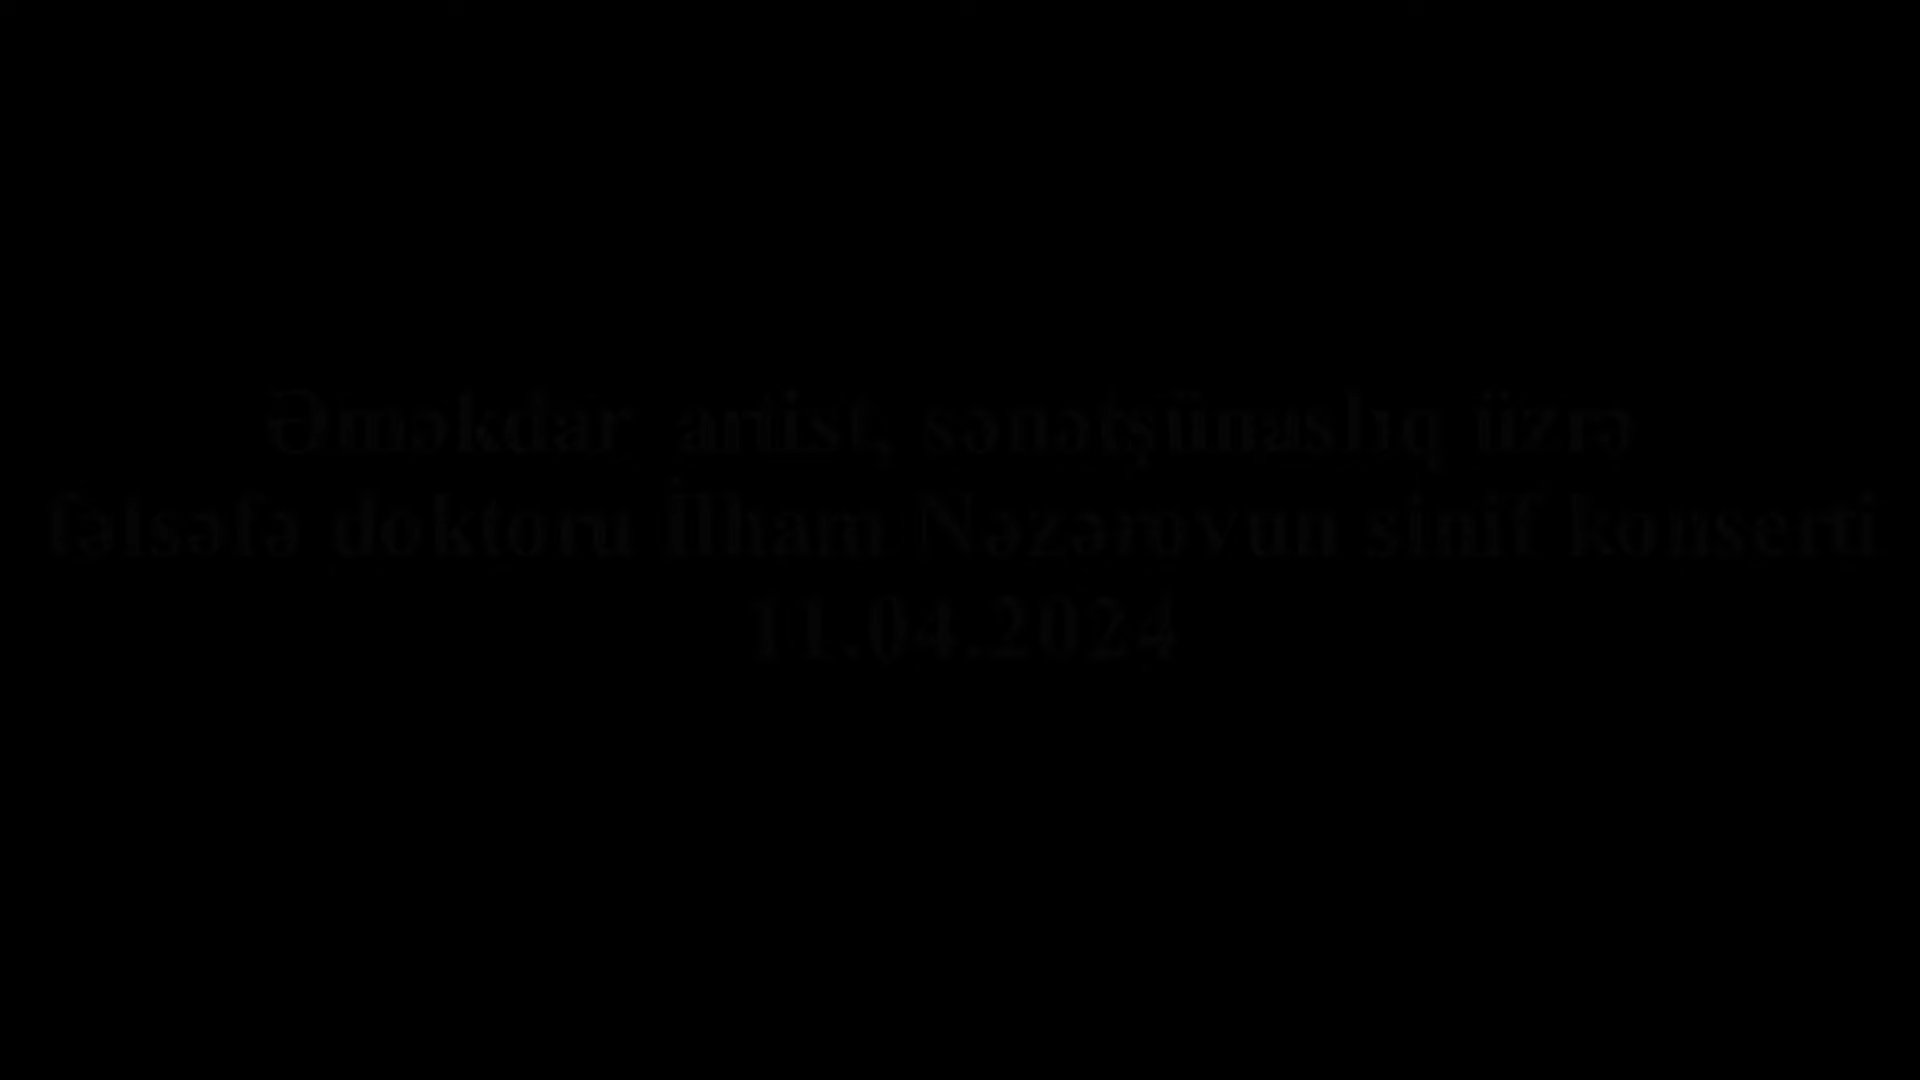 Əməkdar artist, sənətşünaslıq üzrə
fəlsəfə doktoru İlham Nəzərovun sinif konserti
11.04.2024